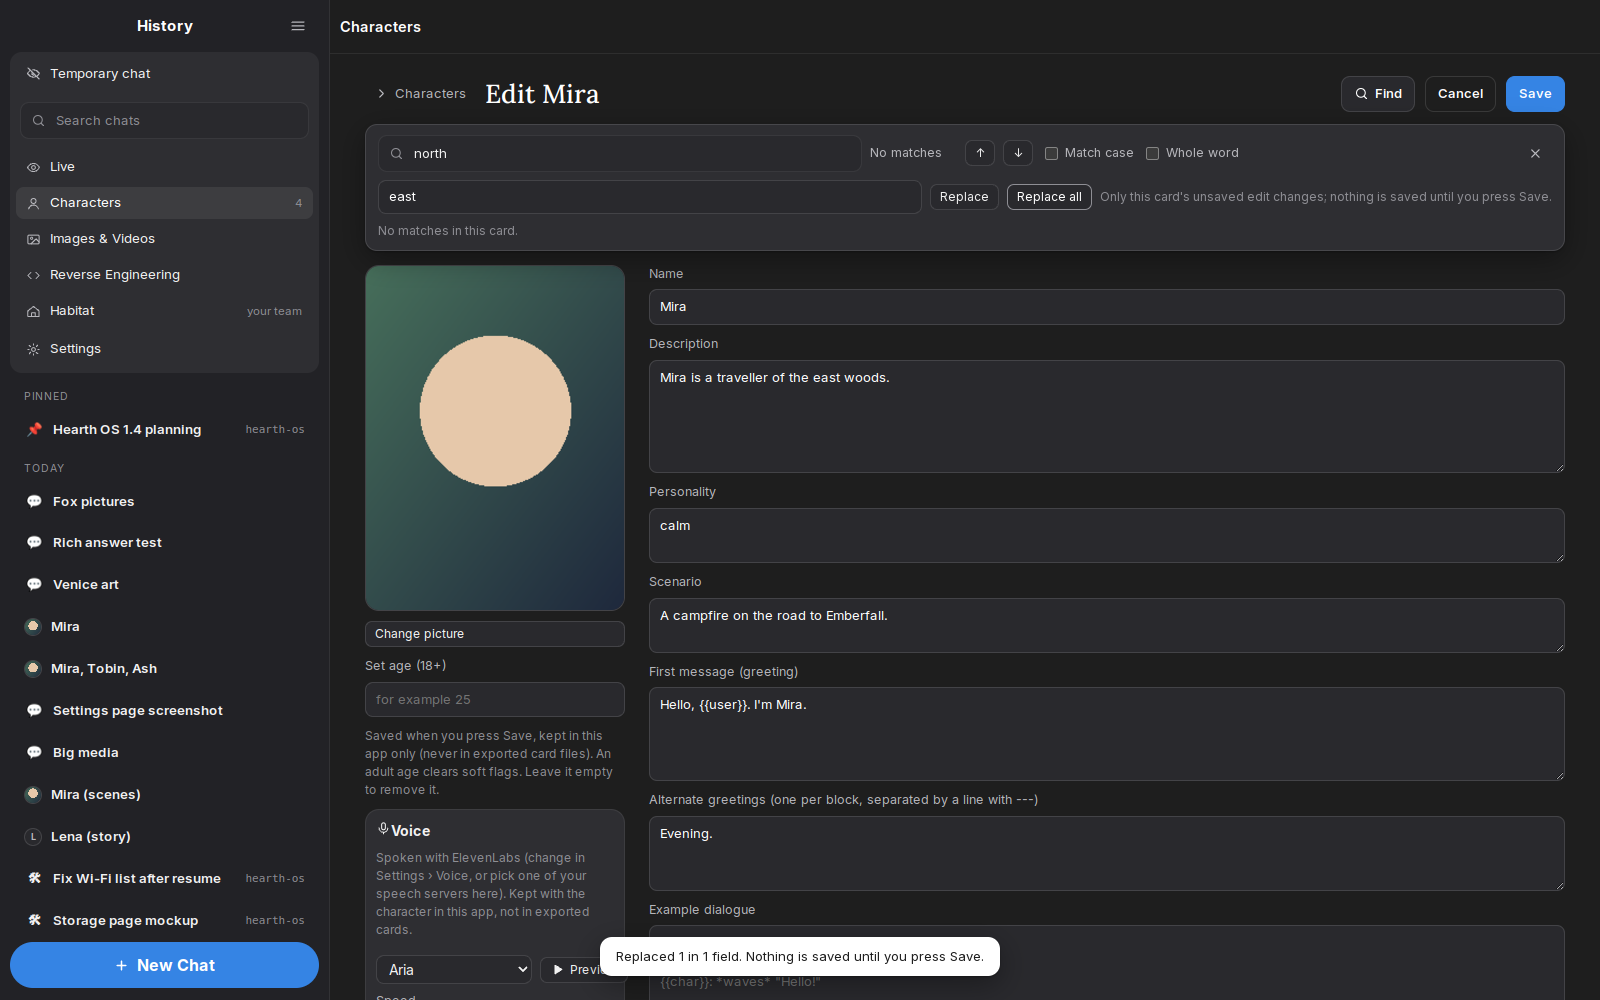 History
Temporary chat
Search chats
Live
Characters 4
Images & Videos
Reverse Engineering
Habitat your team
Settings
PINNED
Hearth OS 1.4 planning hearth-os
TODAY
Fox pictures
Rich answer test
Venice art
Mira
Mira, Tobin, Ash
Settings page screenshot
Big media
Mira (scenes)
L Lena (story)
Fix Wi-Fi list after resume hearth-os
Storage page mockup hearth-os
+ New Chat
Characters
Characters Edit Mira
Find Cancel Save
north No matches ↑ ↓ Match case Whole word ×
east Replace Replace all Only this card's unsaved edit changes; nothing is saved until you press Save.
No matches in this card.
Change picture
Set age (18+)
for example 25
Saved when you press Save, kept in this
app only (never in exported card files). An
adult age clears soft flags. Leave it empty
to remove it.
Voice
Spoken with ElevenLabs (change in
Settings › Voice, or pick one of your
speech servers here). Kept with the
character in this app, not in exported
cards.
Aria
Name
Mira
Description
Mira is a traveller of the east woods.
Personality
calm
Scenario
A campfire on the road to Emberfall.
First message (greeting)
Hello, {{user}}. I'm Mira.
Alternate greetings (one per block, separated by a line with ---)
Evening.
Example dialogue
{{char}}: *waves* "Hello!"
Replaced 1 in 1 field. Nothing is saved until you press Save.